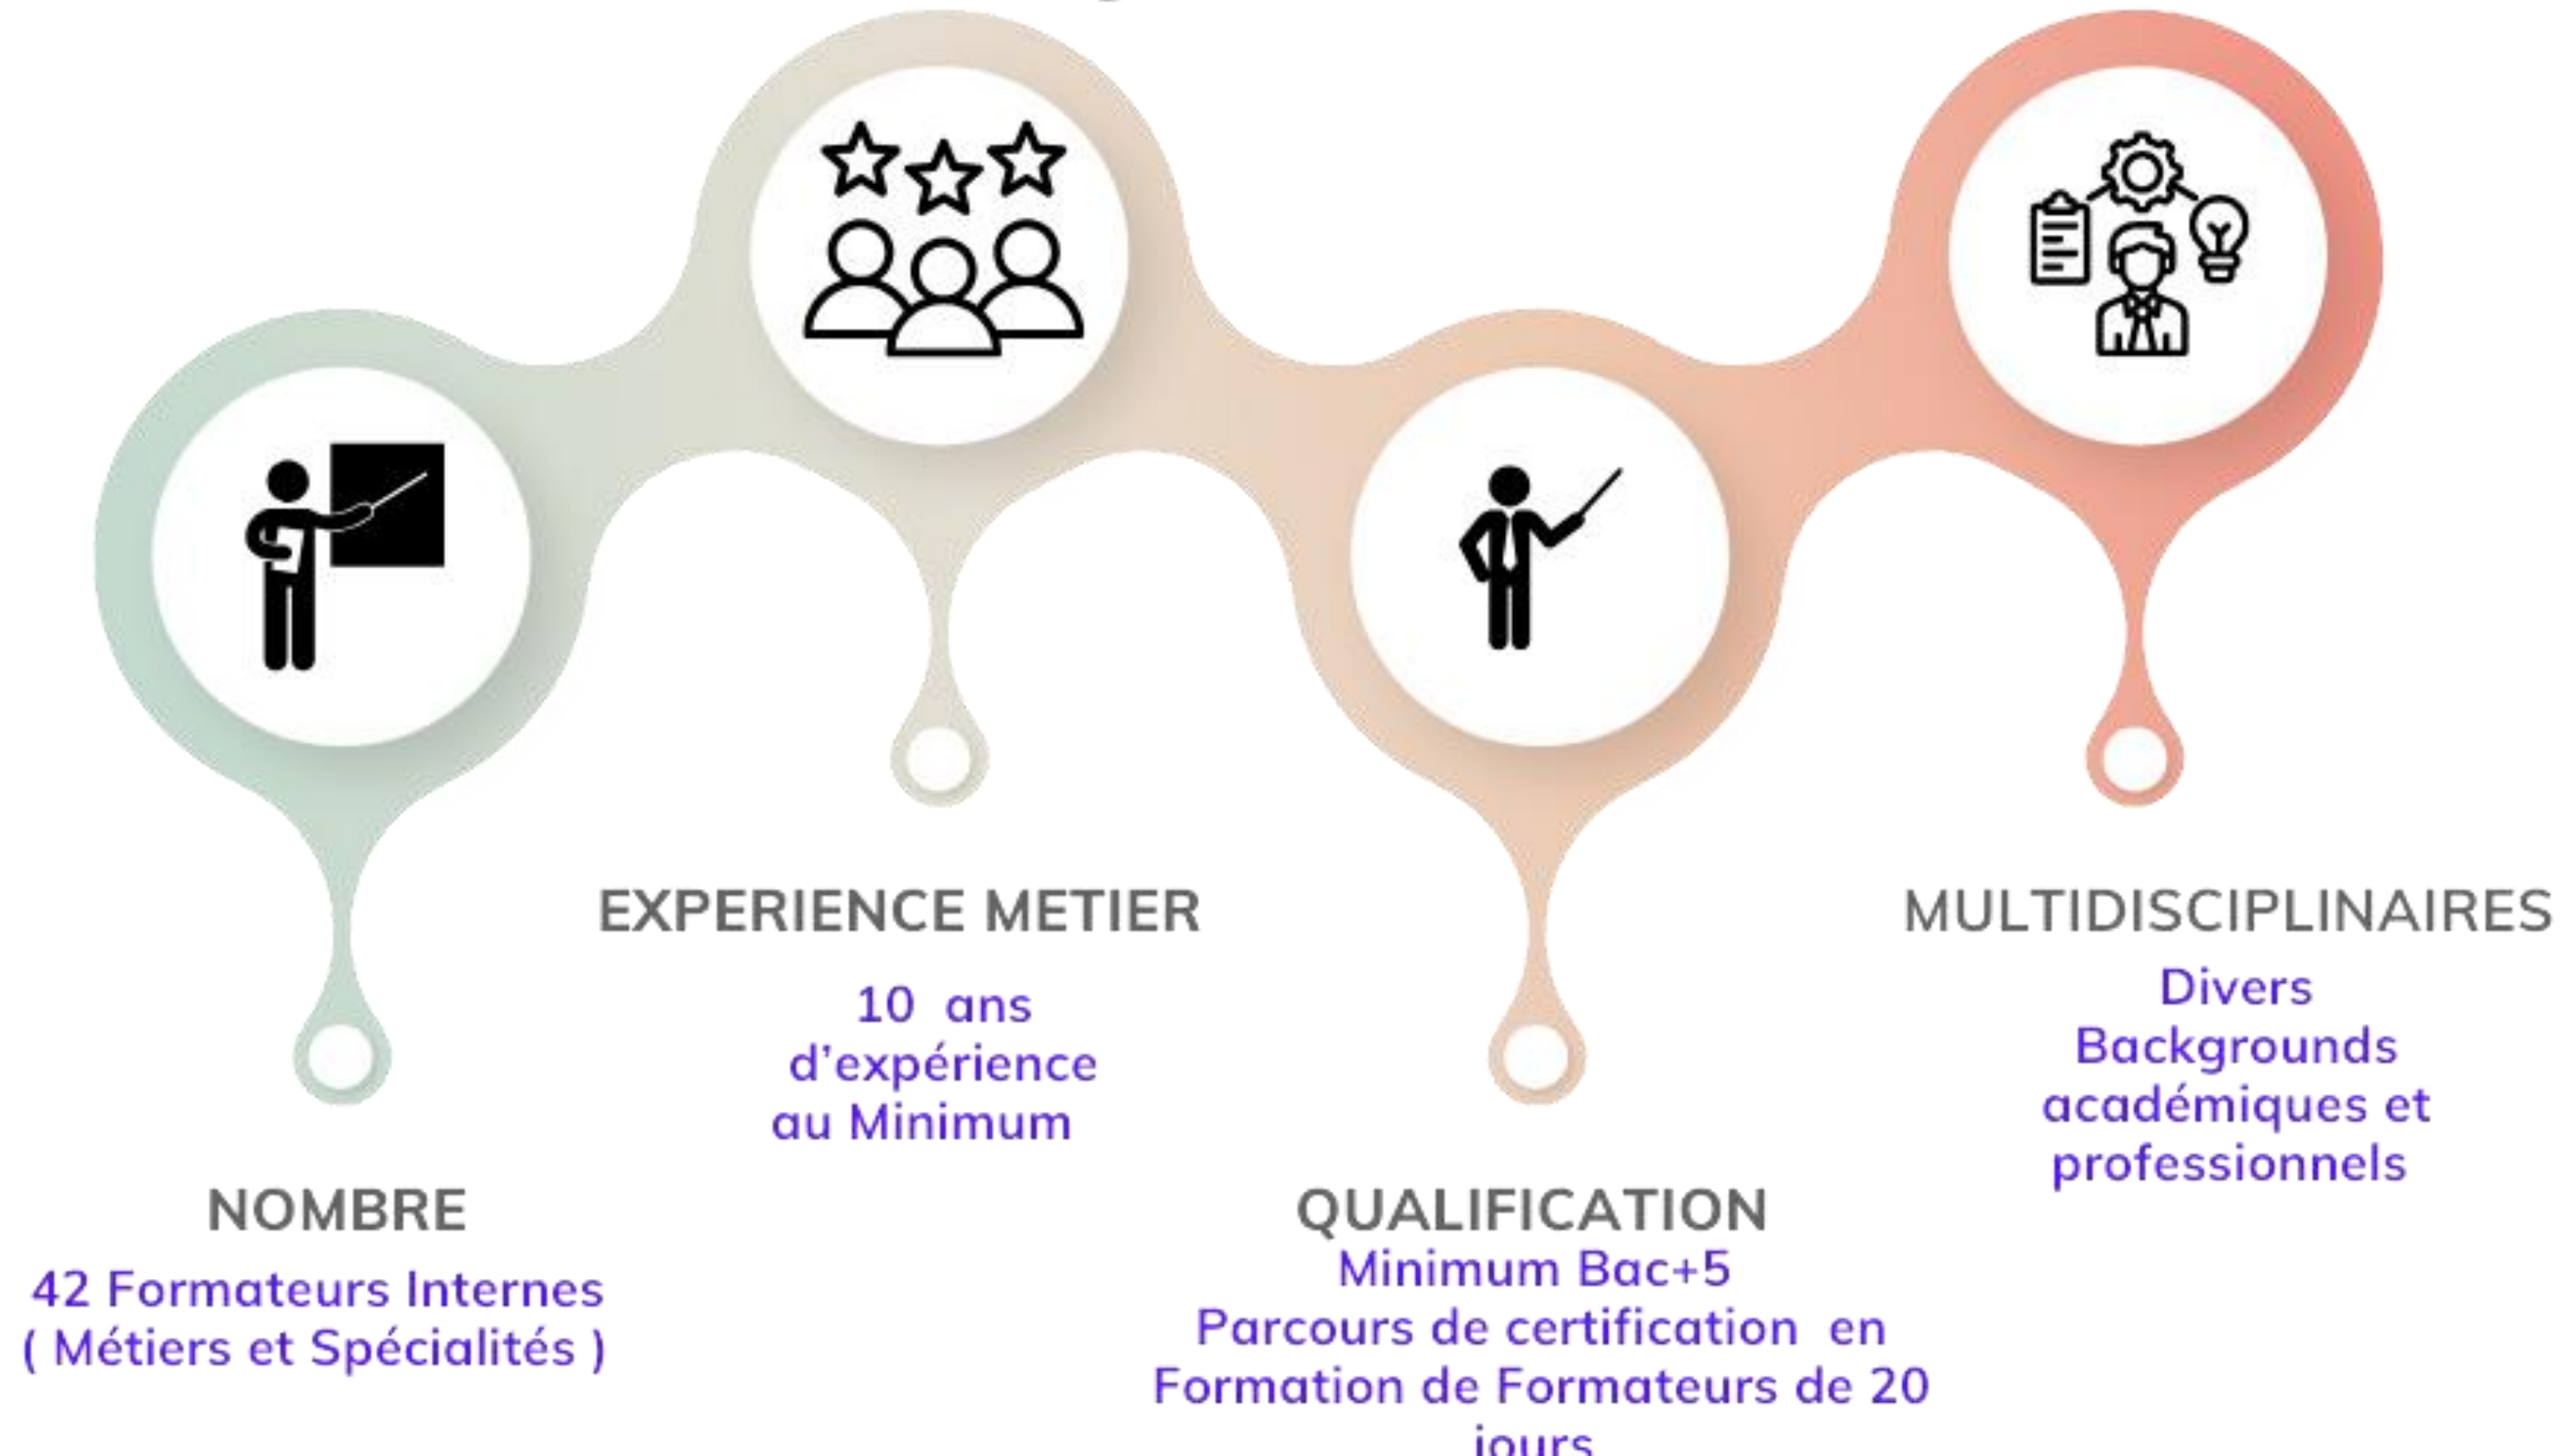 NOMBRE
42 Formateurs Internes
( Métiers et Spécialités )
EXPERIENCE METIER
10 ans
d’expérience
au Minimum
QUALIFICATION
Minimum Bac+5
Parcours de certification en
Formation de Formateurs de 20
jours
MULTIDISCIPLINAIRES
Divers
Backgrounds
académiques et
professionnels